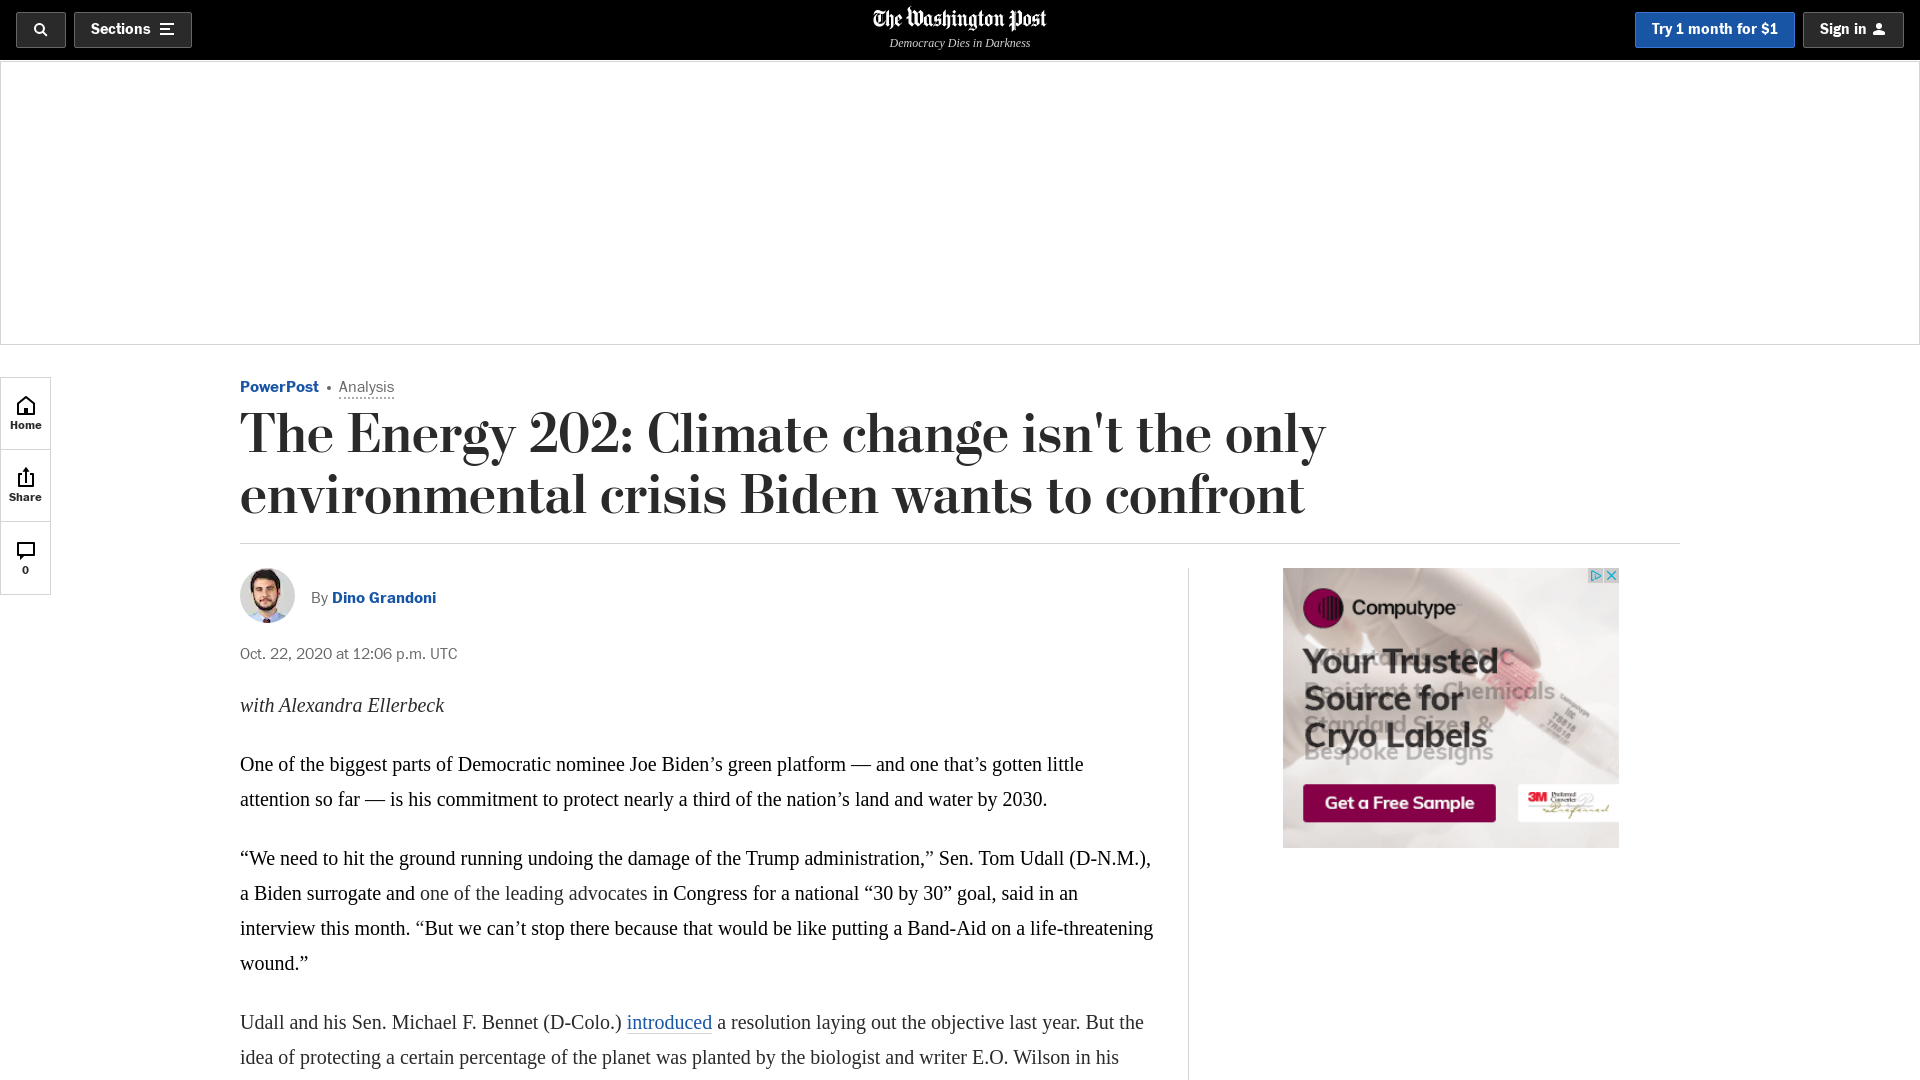 Sections
The Washington Post
Democracy Dies in Darkness
Try 1 month for $1
Sign in
Home
Share
0
PowerPost • Analysis
The Energy 202: Climate change isn't the only
environmental crisis Biden wants to confront
By Dino Grandoni
Oct. 22, 2020 at 12:06 p.m. UTC
with Alexandra Ellerbeck
One of the biggest parts of Democratic nominee Joe Biden’s green platform — and one that’s gotten little
attention so far — is his commitment to protect nearly a third of the nation’s land and water by 2030.
“We need to hit the ground running undoing the damage of the Trump administration,” Sen. Tom Udall (D-N.M.),
a Biden surrogate and one of the leading advocates in Congress for a national “30 by 30” goal, said in an
interview this month. “But we can’t stop there because that would be like putting a Band-Aid on a life-threatening
wound.”
Udall and his Sen. Michael F. Bennet (D-Colo.) introduced a resolution laying out the objective last year. But the
idea of protecting a certain percentage of the planet was planted by the biologist and writer E.O. Wilson in his
Computype
Your Trusted
Source for
Cryo Labels
Resistant to Chemicals
Standard Sizes &
Bespoke Designs
Get a Free Sample
3M Preferred
Converter